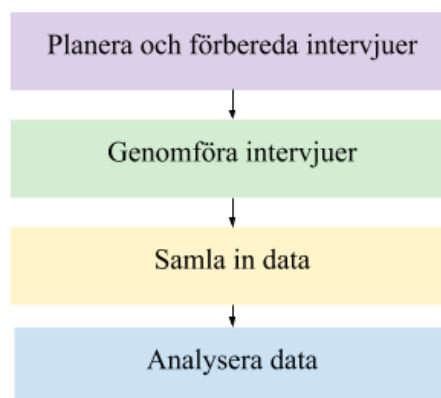 Planera och förbereda intervjuer
Genomföra intervjuer
Samla in data
Analysera data